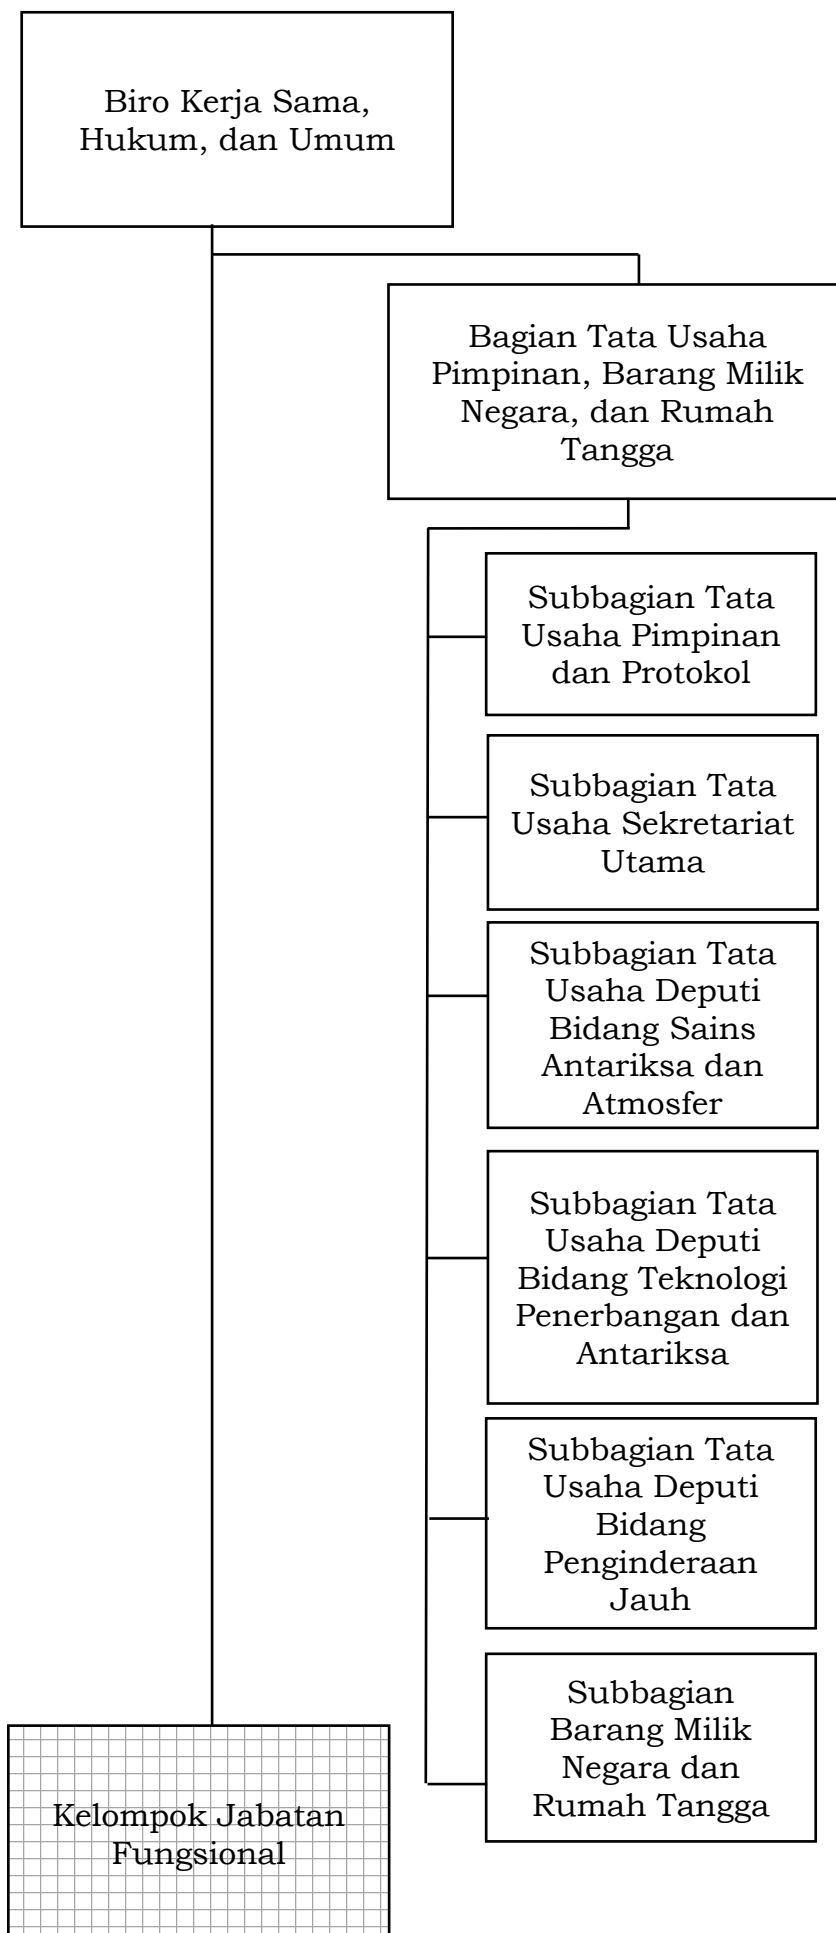 Biro Kerja Sama,
Hukum, dan Umum
Bagian Tata Usaha
Pimpinan, Barang Milik
Negara, dan Rumah
Tangga
Subbagian Tata
Usaha Pimpinan
dan Protokol
Subbagian Tata
Usaha Sekretariat
Utama
Subbagian Tata
Usaha Deputi
Bidang Sains
Antariksa dan
Atmosfer
Subbagian Tata
Usaha Deputi
Bidang Teknologi
Penerbangan dan
Antariksa
Subbagian Tata
Usaha Deputi
Bidang
Penginderaan
Jauh
Subbagian
Barang Milik
Negara dan
Rumah Tangga
Kelompok Jabatan
Fungsional